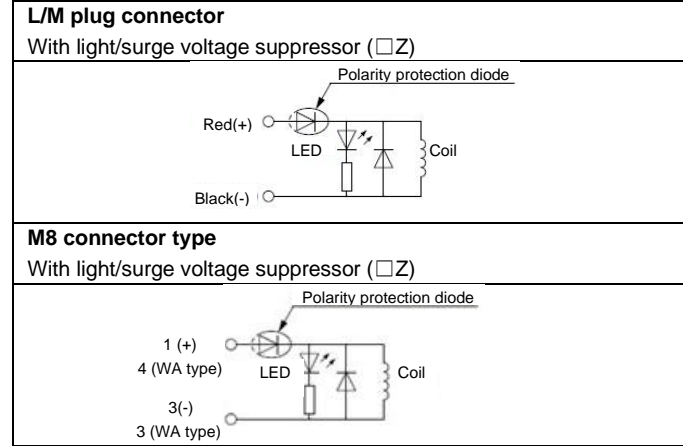 L/M plug connector
With light/surge voltage suppressor (□Z)
Polarity protection diode
Red(+)
LED
Coil
Black(-)
M8 connector type
With light/surge voltage suppressor (□Z)
Polarity protection diode
1 (+)
4 (WA type)
LED
Coil
3(-)
3 (WA type)